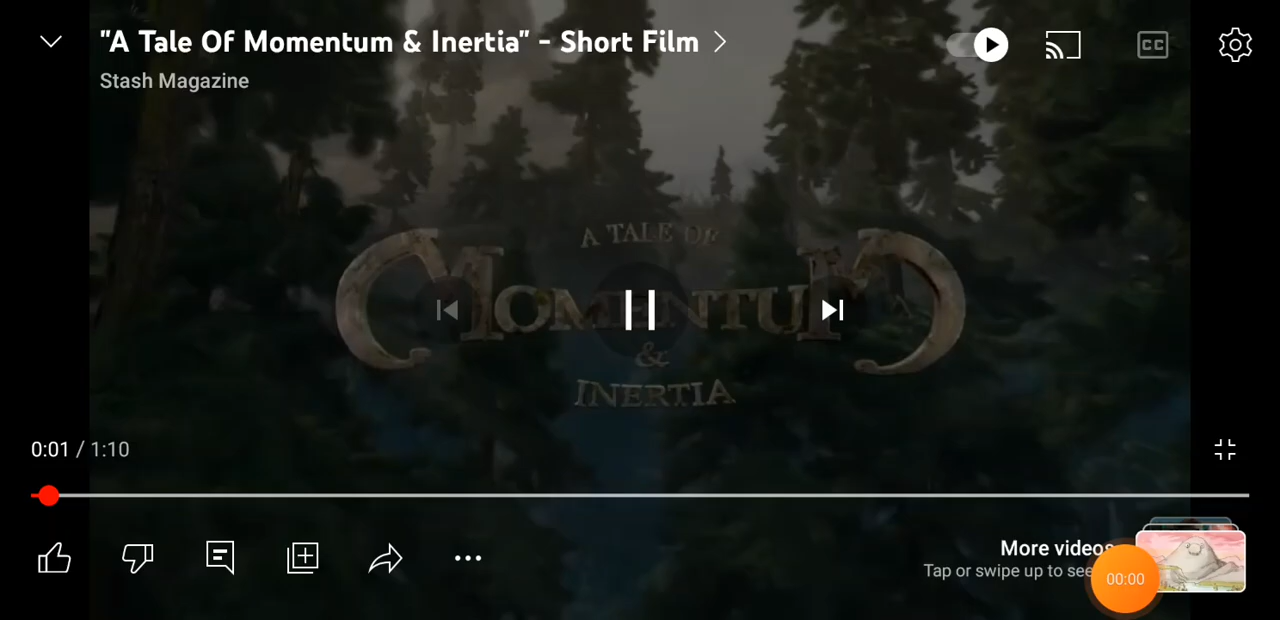 "A Tale Of Momentum & Inertia" - Short Film
Stash Magazine
CC
A TALE OF
MOMENTUM
&
INERTIA
0:01 / 1:10
More videos
Tap or swipe up to see
00:00